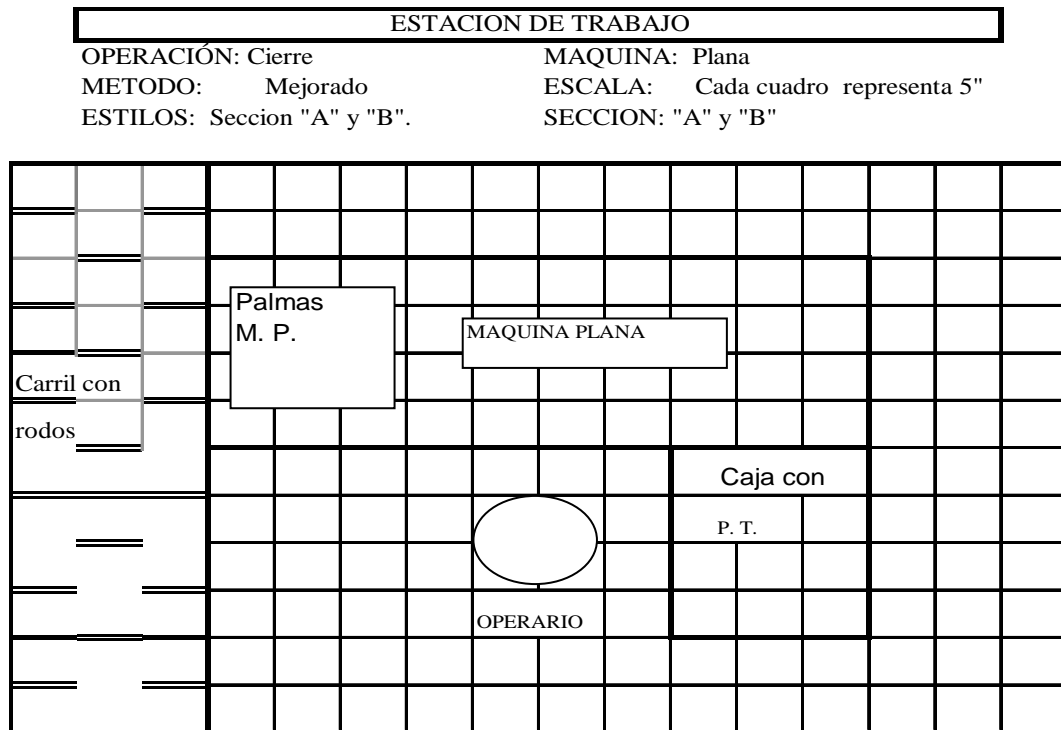 ESTACION DE TRABAJO
OPERACIÓN: Cierre MAQUINA: Plana
METODO: Mejorado ESCALA: Cada cuadro representa 5"
ESTILOS: Seccion "A" y "B". SECCION: "A" y "B"
Palmas
M. P.
MAQUINA PLANA
Carril con
rodos
Caja con
P. T.
OPERARIO